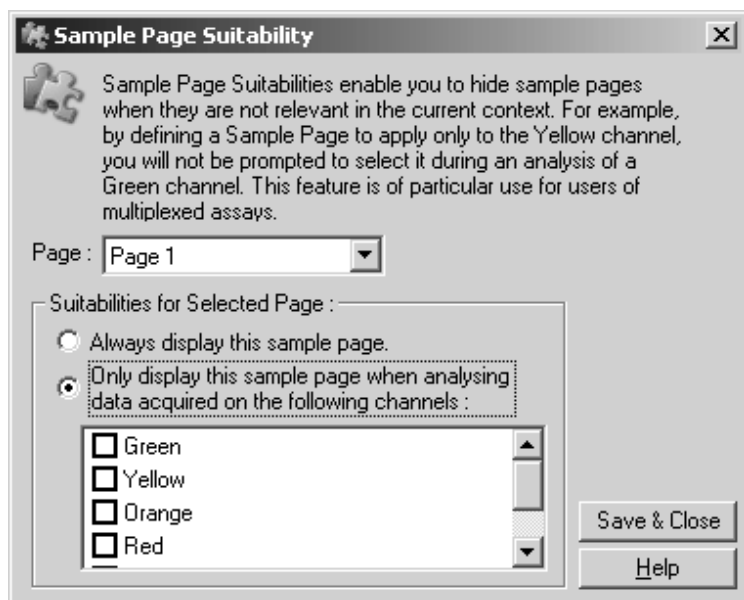 Sample Page Suitability
Sample Page Suitabilities enable you to hide sample pages
when they are not relevant in the current context. For example,
by defining a Sample Page to apply only to the Yellow channel,
you will not be prompted to select it during an analysis of a
Green channel. This feature is of particular use for users of
multiplexed assays.
Page : Page 1
Suitabilities for Selected Page :
Always display this sample page.
Only display this sample page when analysing
data acquired on the following channels :
Green
Yellow
Orange
Red
Save & Close
Help